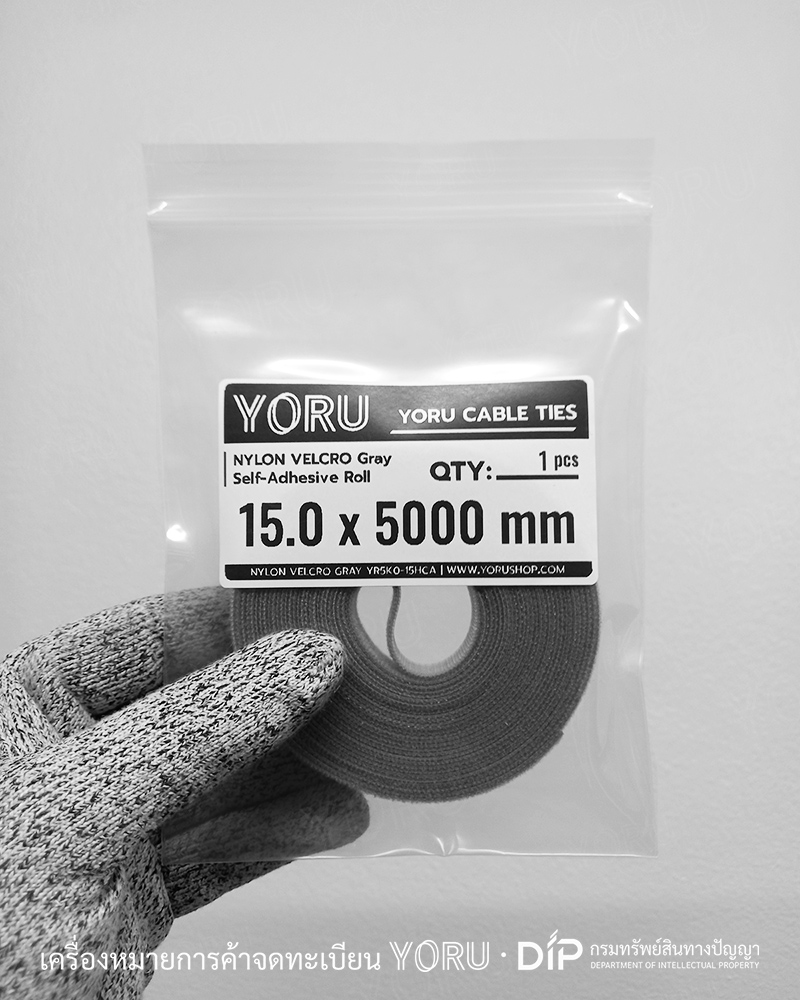 YORU YORU CABLE TIES
NYLON VELCRO Gray
Self-Adhesive Roll
QTY: 1 pcs
15.0 x 5000 mm
NYLON VELCRO GRAY YR5K0-15HCA | WWW.YORUSHOP.COM
เครื่องหมายการค้าจดทะเบียน YORU · DIP กรมทรัพย์สินทางปัญญา
DEPARTMENT OF INTELLECTUAL PROPERTY